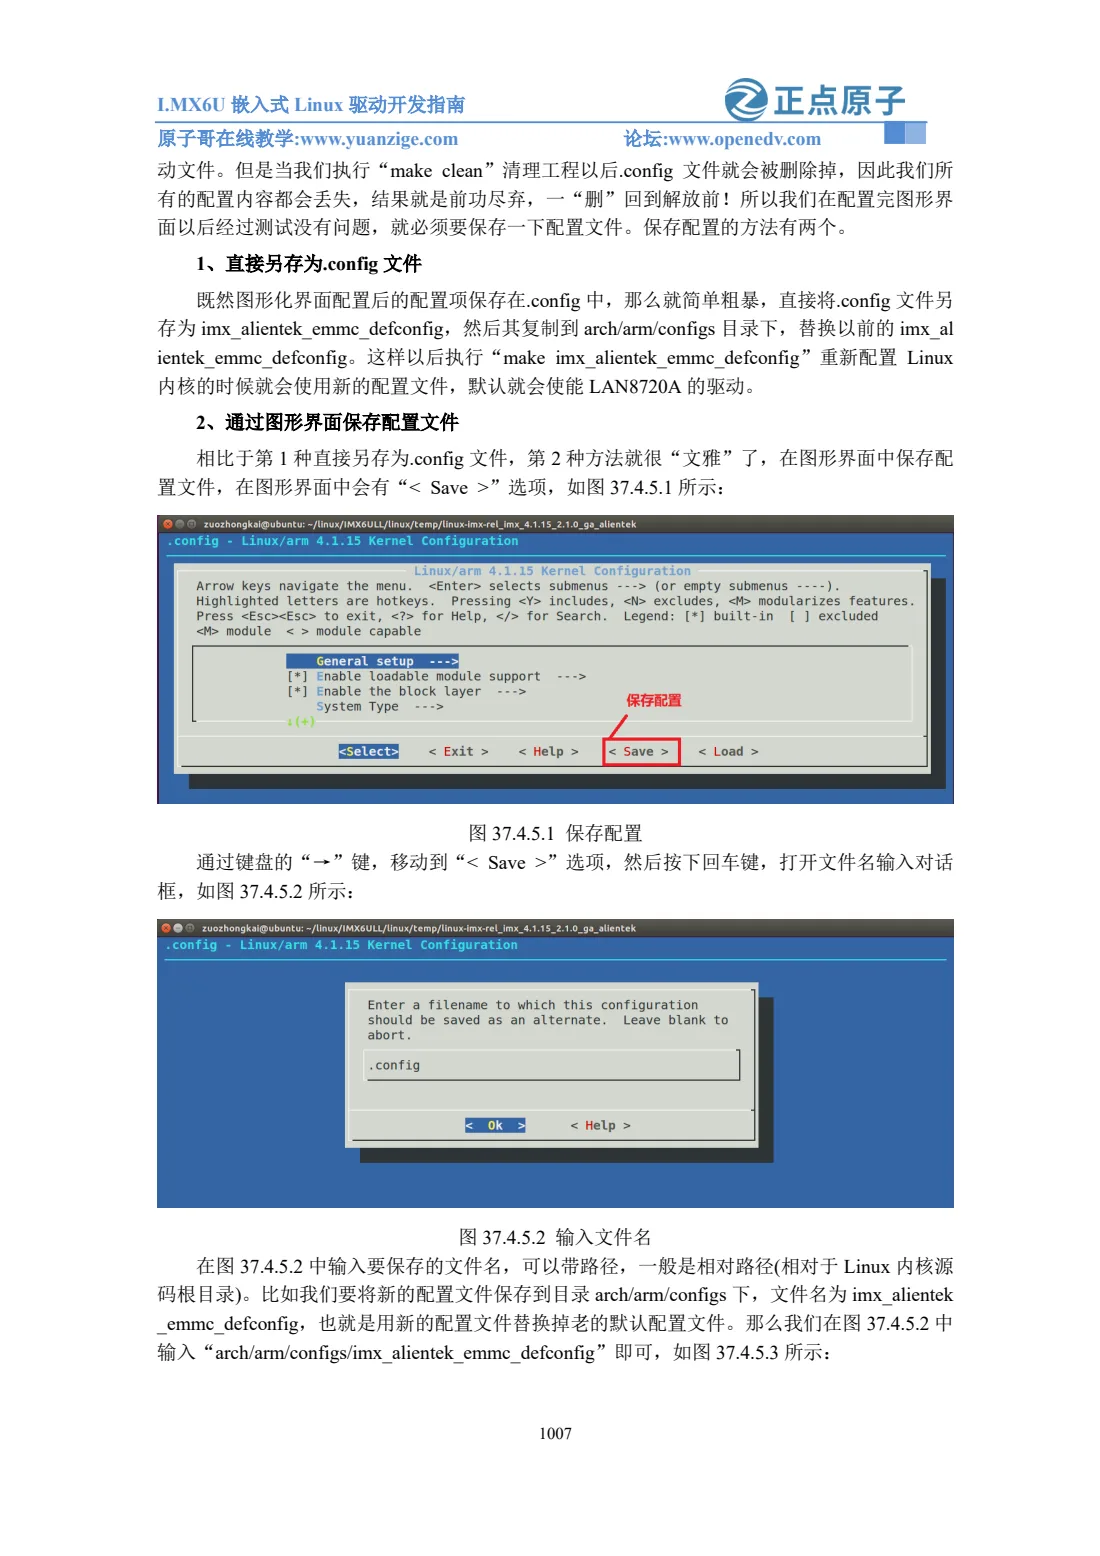 I.MX6U 嵌入式 Linux 驱动开发指南
正点原子
原子哥在线教学:www.yuanzige.com 论坛:www.openedv.com
动文件。但是当我们执行“make clean”清理工程以后.config 文件就会被删除掉，因此我们所
有的配置内容都会丢失，结果就是前功尽弃，一“删”回到解放前！所以我们在配置完图形界
面以后经过测试没有问题，就必须要保存一下配置文件。保存配置的方法有两个。
1、直接另存为.config 文件
既然图形化界面配置后的配置项保存在.config 中，那么就简单粗暴，直接将.config 文件另
存为 imx_alientek_emmc_defconfig，然后其复制到 arch/arm/configs 目录下，替换以前的 imx_al
ientek_emmc_defconfig。这样以后执行“make imx_alientek_emmc_defconfig”重新配置 Linux
内核的时候就会使用新的配置文件，默认就会使能 LAN8720A 的驱动。
2、通过图形界面保存配置文件
相比于第 1 种直接另存为.config 文件，第 2 种方法就很“文雅”了，在图形界面中保存配
置文件，在图形界面中会有“< Save >”选项，如图 37.4.5.1 所示：
zuozhongkai@ubuntu: ~/linux/IMX6ULL/linux/temp/linux-imx-rel_imx_4.1.15_2.1.0_ga_alientek
.config - Linux/arm 4.1.15 Kernel Configuration
Linux/arm 4.1.15 Kernel Configuration
Arrow keys navigate the menu. <Enter> selects submenus ---> (or empty submenus ----).
Highlighted letters are hotkeys. Pressing <Y> includes, <N> excludes, <M> modularizes features.
Press <Esc><Esc> to exit, <?> for Help, </> for Search. Legend: [*] built-in [ ] excluded
<M> module < > module capable
General setup --->
[*] Enable loadable module support --->
[*] Enable the block layer --->
System Type --->
↓(+)
保存配置
<Select> < Exit > < Help > < Save > < Load >
图 37.4.5.1 保存配置
通过键盘的“→”键，移动到“< Save >”选项，然后按下回车键，打开文件名输入对话
框，如图 37.4.5.2 所示：
zuozhongkai@ubuntu: ~/linux/IMX6ULL/linux/temp/linux-imx-rel_imx_4.1.15_2.1.0_ga_alientek
.config - Linux/arm 4.1.15 Kernel Configuration
Enter a filename to which this configuration
should be saved as an alternate. Leave blank to
abort.
.config
< Ok > < Help >
图 37.4.5.2 输入文件名
在图 37.4.5.2 中输入要保存的文件名，可以带路径，一般是相对路径(相对于 Linux 内核源
码根目录)。比如我们要将新的配置文件保存到目录 arch/arm/configs 下，文件名为 imx_alientek
_emmc_defconfig，也就是用新的配置文件替换掉老的默认配置文件。那么我们在图 37.4.5.2 中
输入“arch/arm/configs/imx_alientek_emmc_defconfig”即可，如图 37.4.5.3 所示：
1007